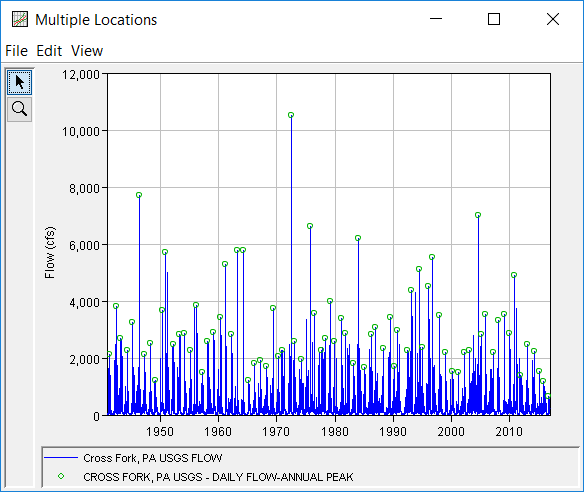 Multiple Locations
File Edit View
12,000
10,000
8,000
6,000
4,000
2,000
0
Flow (cfs)
1950 1960 1970 1980 1990 2000 2010
Cross Fork, PA USGS FLOW
CROSS FORK, PA USGS - DAILY FLOW-ANNUAL PEAK